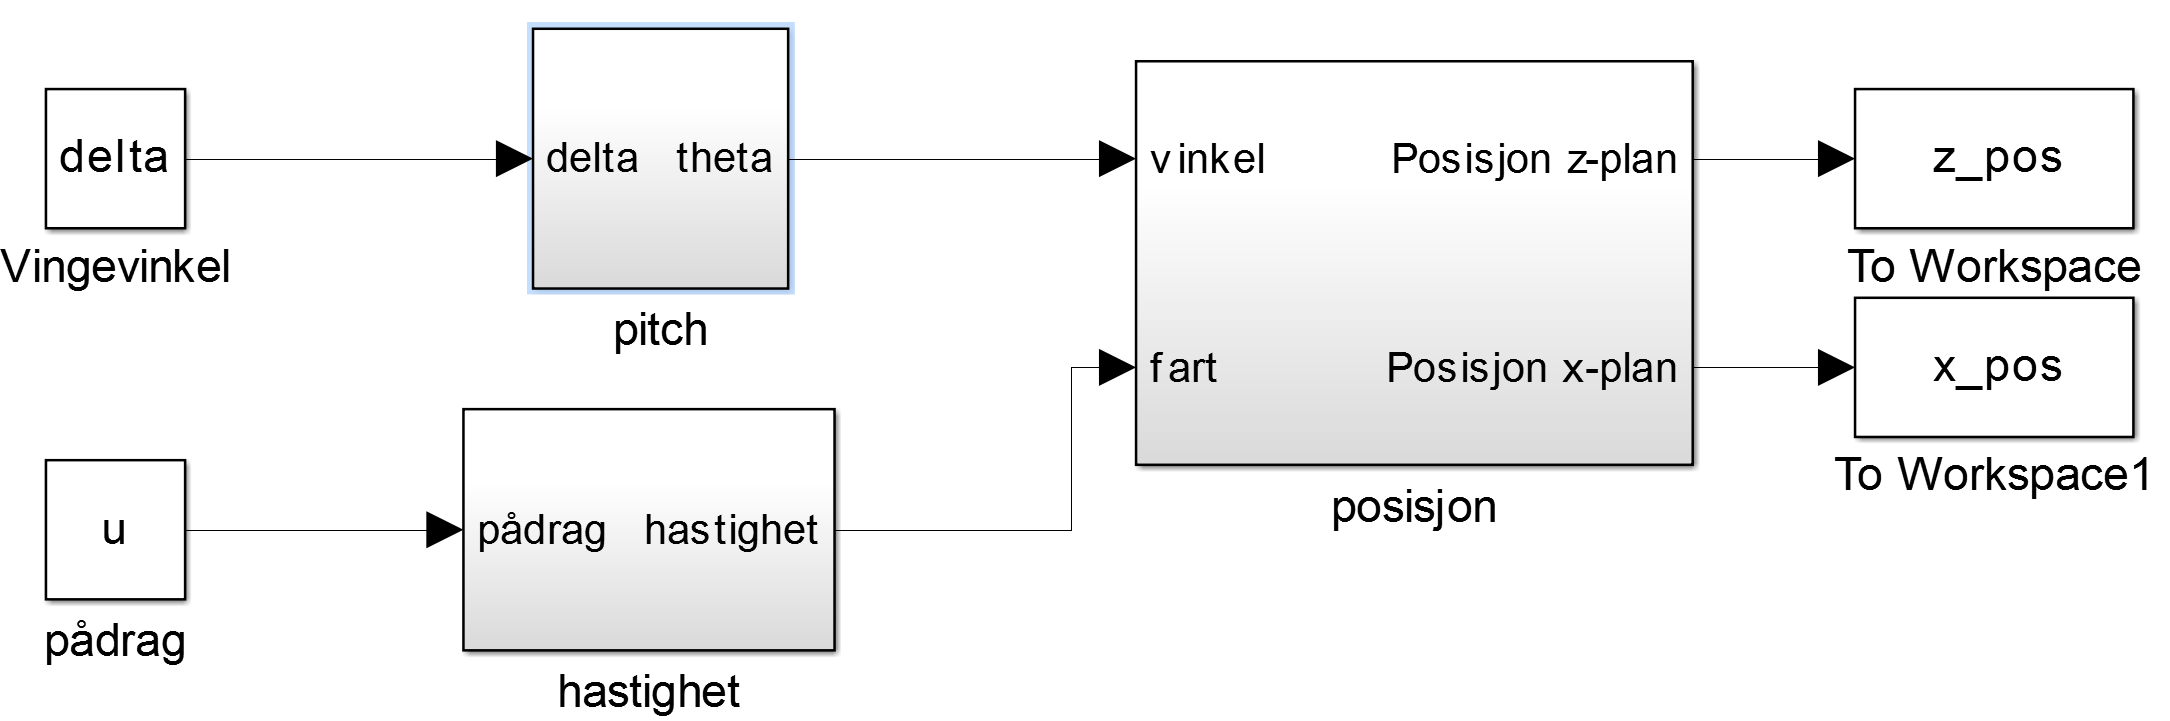 delta
Vingevinkel
delta theta
pitch
vinkel Posisjon z-plan
fart Posisjon x-plan
posisjon
z_pos
To Workspace
x_pos
To Workspace1
u
pådrag
pådrag hastighet
hastighet